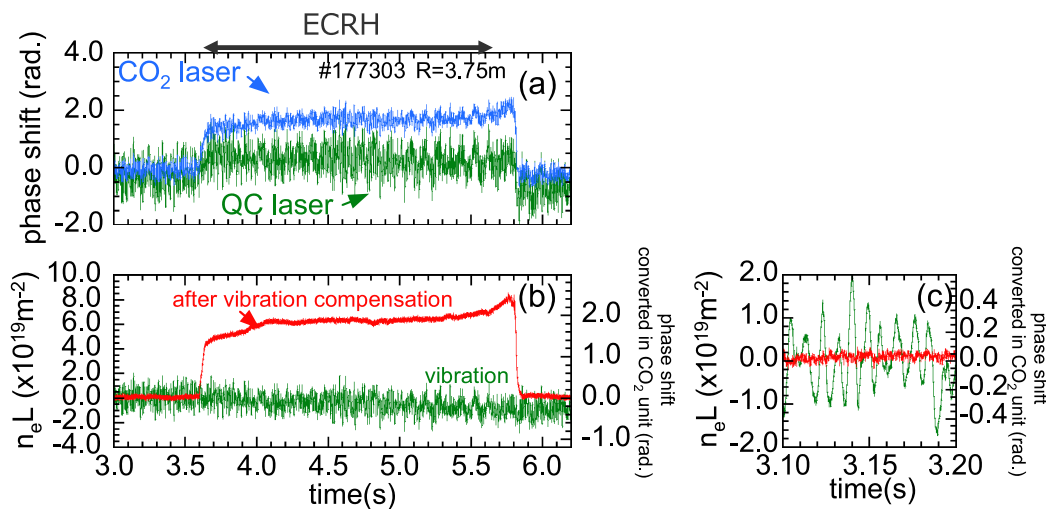 ECRH
4.0
2.0
0.0
-2.0
phase shift (rad.)
CO2 laser
#177303 R=3.75m
(a)
QC laser
10.0
8.0
6.0
4.0
2.0
0.0
-2.0
-4.0
neL (x10^19m^-2)
after vibration compensation
(b)
vibration
2.0
1.0
0.0
-1.0
phase shift
converted in CO2 unit (rad.)
3.0 3.5 4.0 4.5 5.0 5.5 6.0
time(s)
2.0
1.0
0.0
-1.0
-2.0
neL (x10^19m^-2)
(c)
0.4
0.2
0.0
-0.2
-0.4
phase shift
converted in CO2 unit (rad.)
3.10 3.15 3.20
time(s)